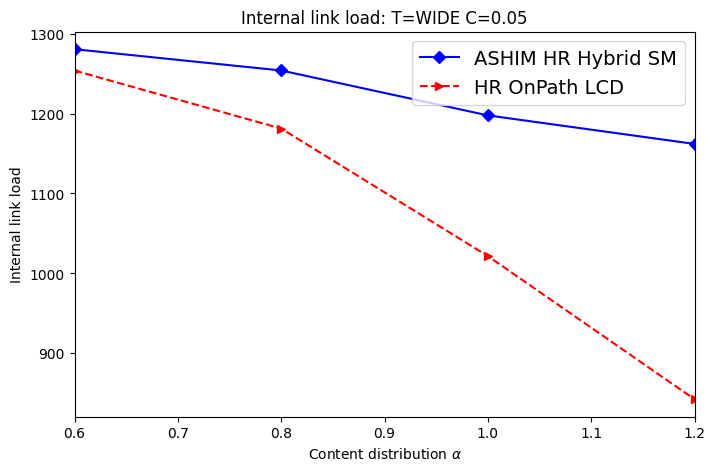 Internal link load: T=WIDE C=0.05
ASHIM HR Hybrid SM
HR OnPath LCD
1300
1200
1100
1000
900
Internal link load
0.6
0.7
0.8
0.9
1.0
1.1
1.2
Content distribution α